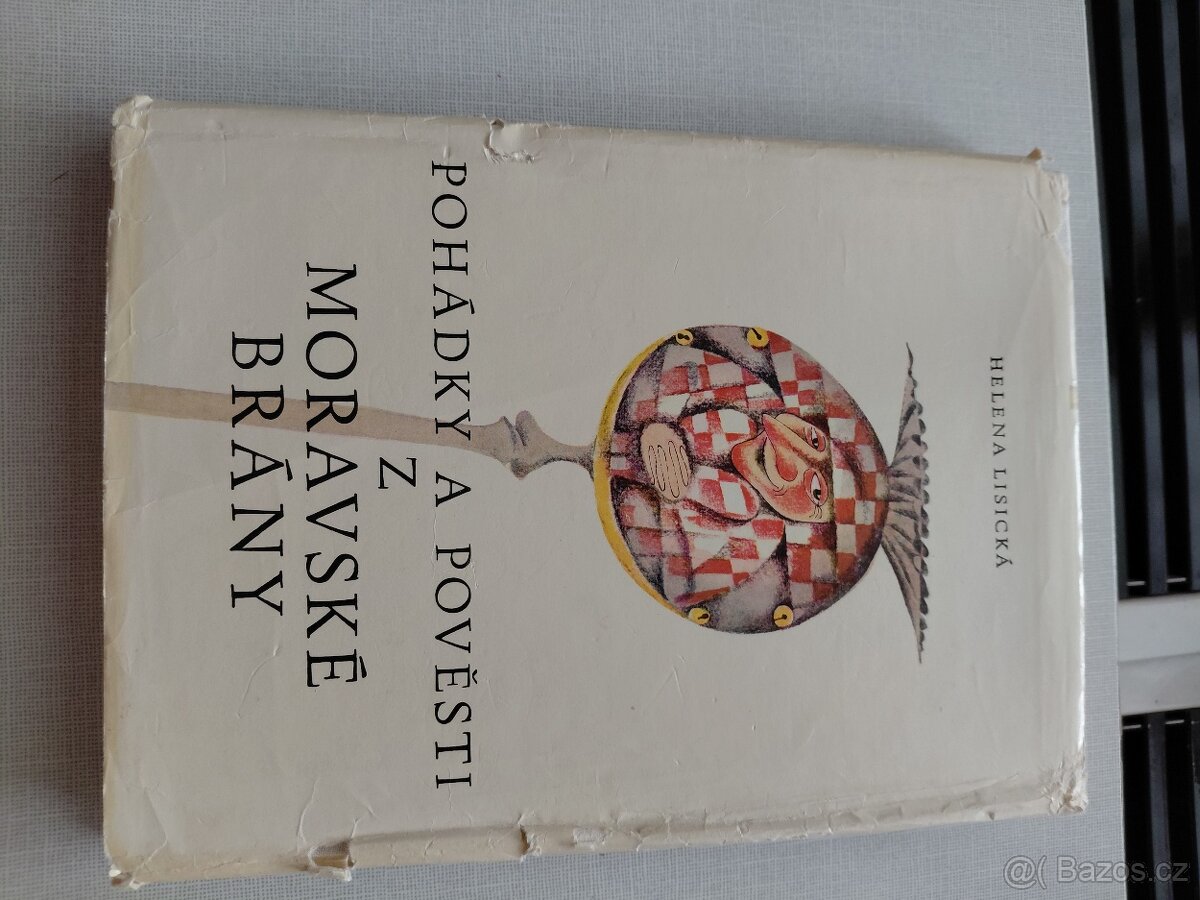 HELENA LISICKÁ
POHÁDKY A POVĚSTI
Z
MORAVSKÉ
BRÁNY
@( Bazos.cz